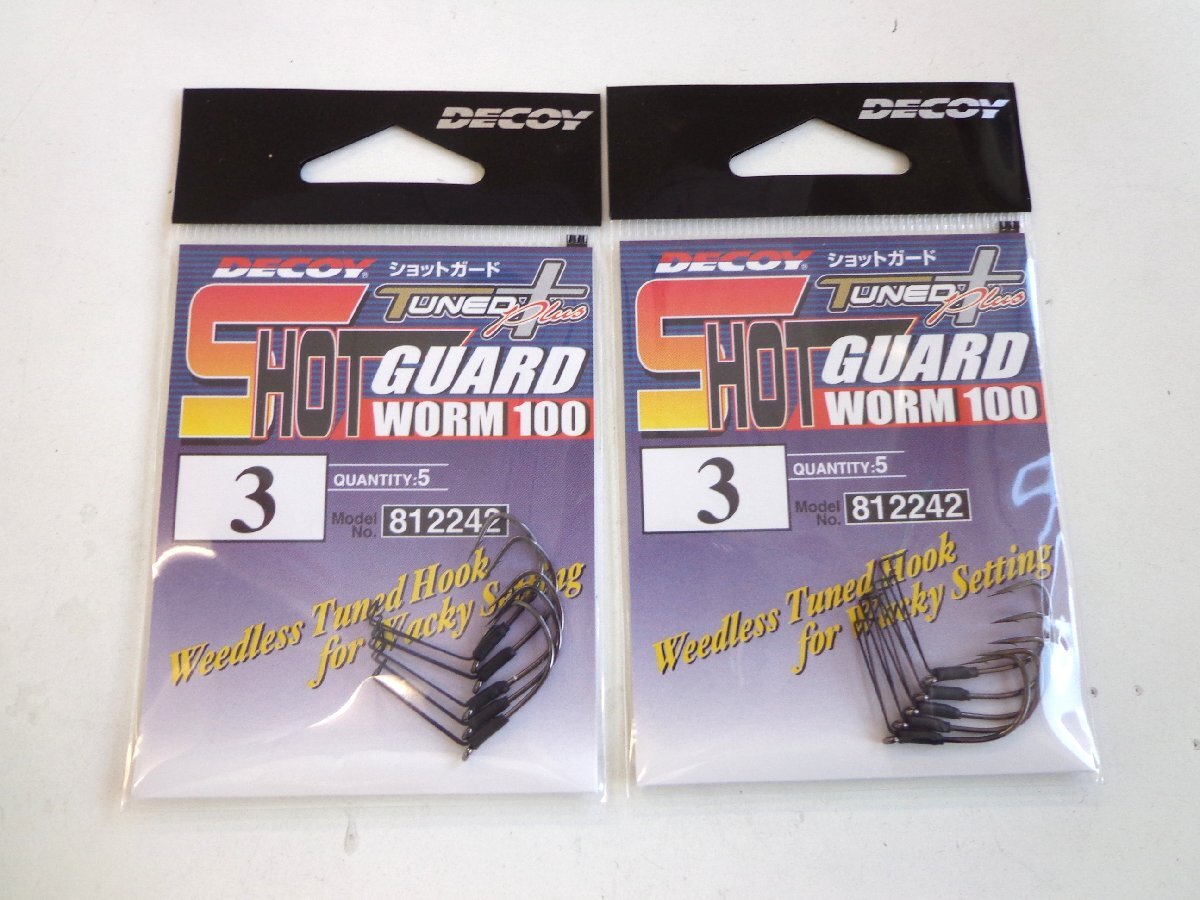 DECOY
DECOY® ショットガード
TUNED Plus
SHOT GUARD
WORM 100
3
QUANTITY:5
Model No. 812242
Weedless Tuned Hook
for Wacky Setting
DECOY
DECOY® ショットガード
TUNED Plus
SHOT GUARD
WORM 100
3
QUANTITY:5
Model No. 812242
Weedless Tuned Hook
for Wacky Setting